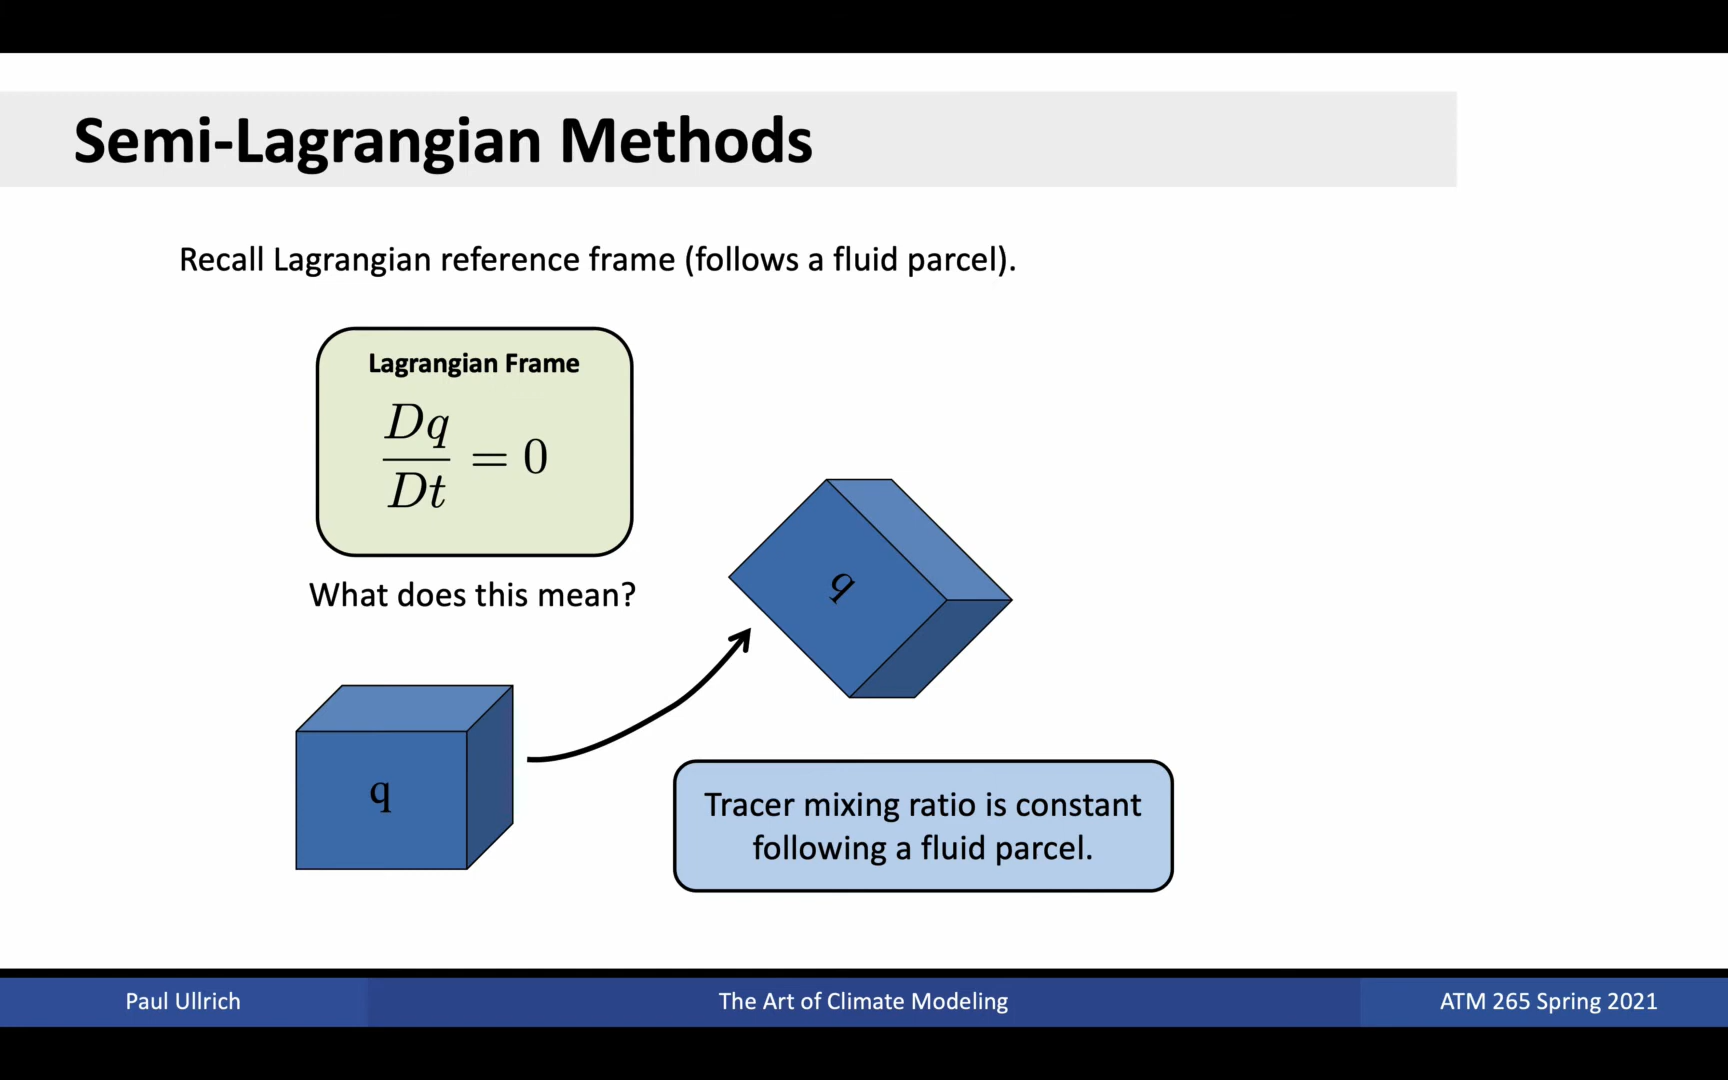 Semi-Lagrangian Methods
Recall Lagrangian reference frame (follows a fluid parcel).
Lagrangian Frame
Dq/Dt = 0
What does this mean?
q
q
Tracer mixing ratio is constant
following a fluid parcel.
Paul Ullrich
The Art of Climate Modeling
ATM 265 Spring 2021